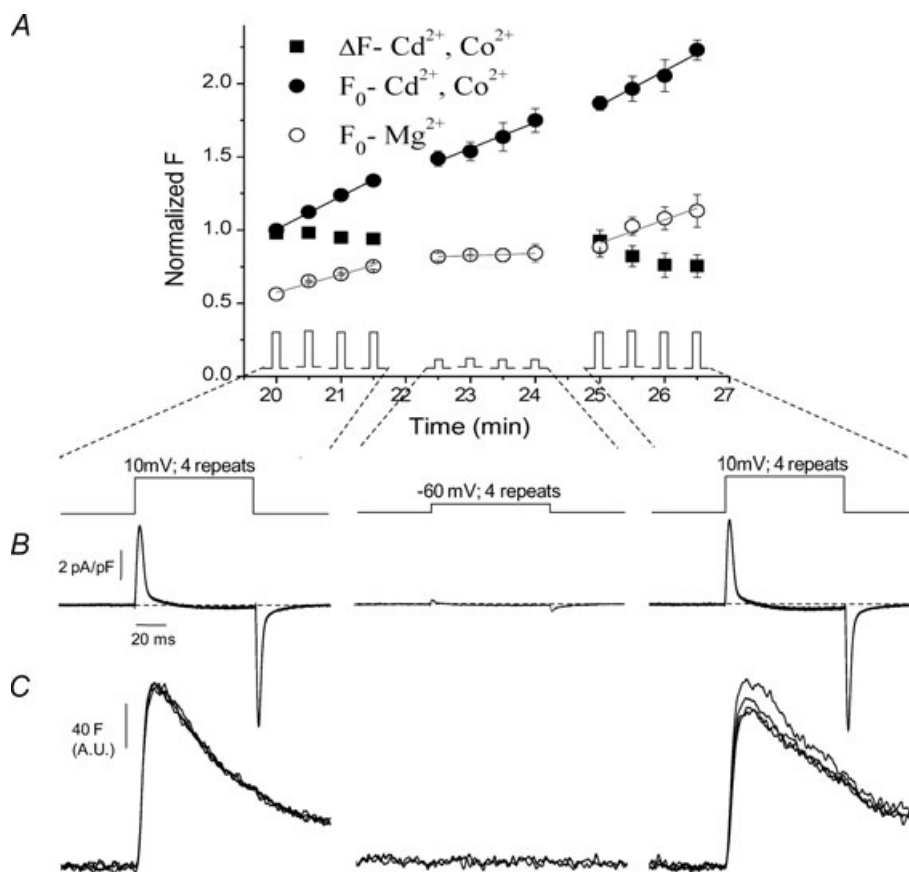 A
ΔF- Cd²⁺, Co²⁺
F₀- Cd²⁺, Co²⁺
F₀- Mg²⁺
Normalized F
2.0
1.5
1.0
0.5
0.0
20 21 22 23 24 25 26 27
Time (min)
10mV; 4 repeats
-60 mV; 4 repeats
10mV; 4 repeats
B
2 pA/pF
20 ms
C
40 F
(A.U.)